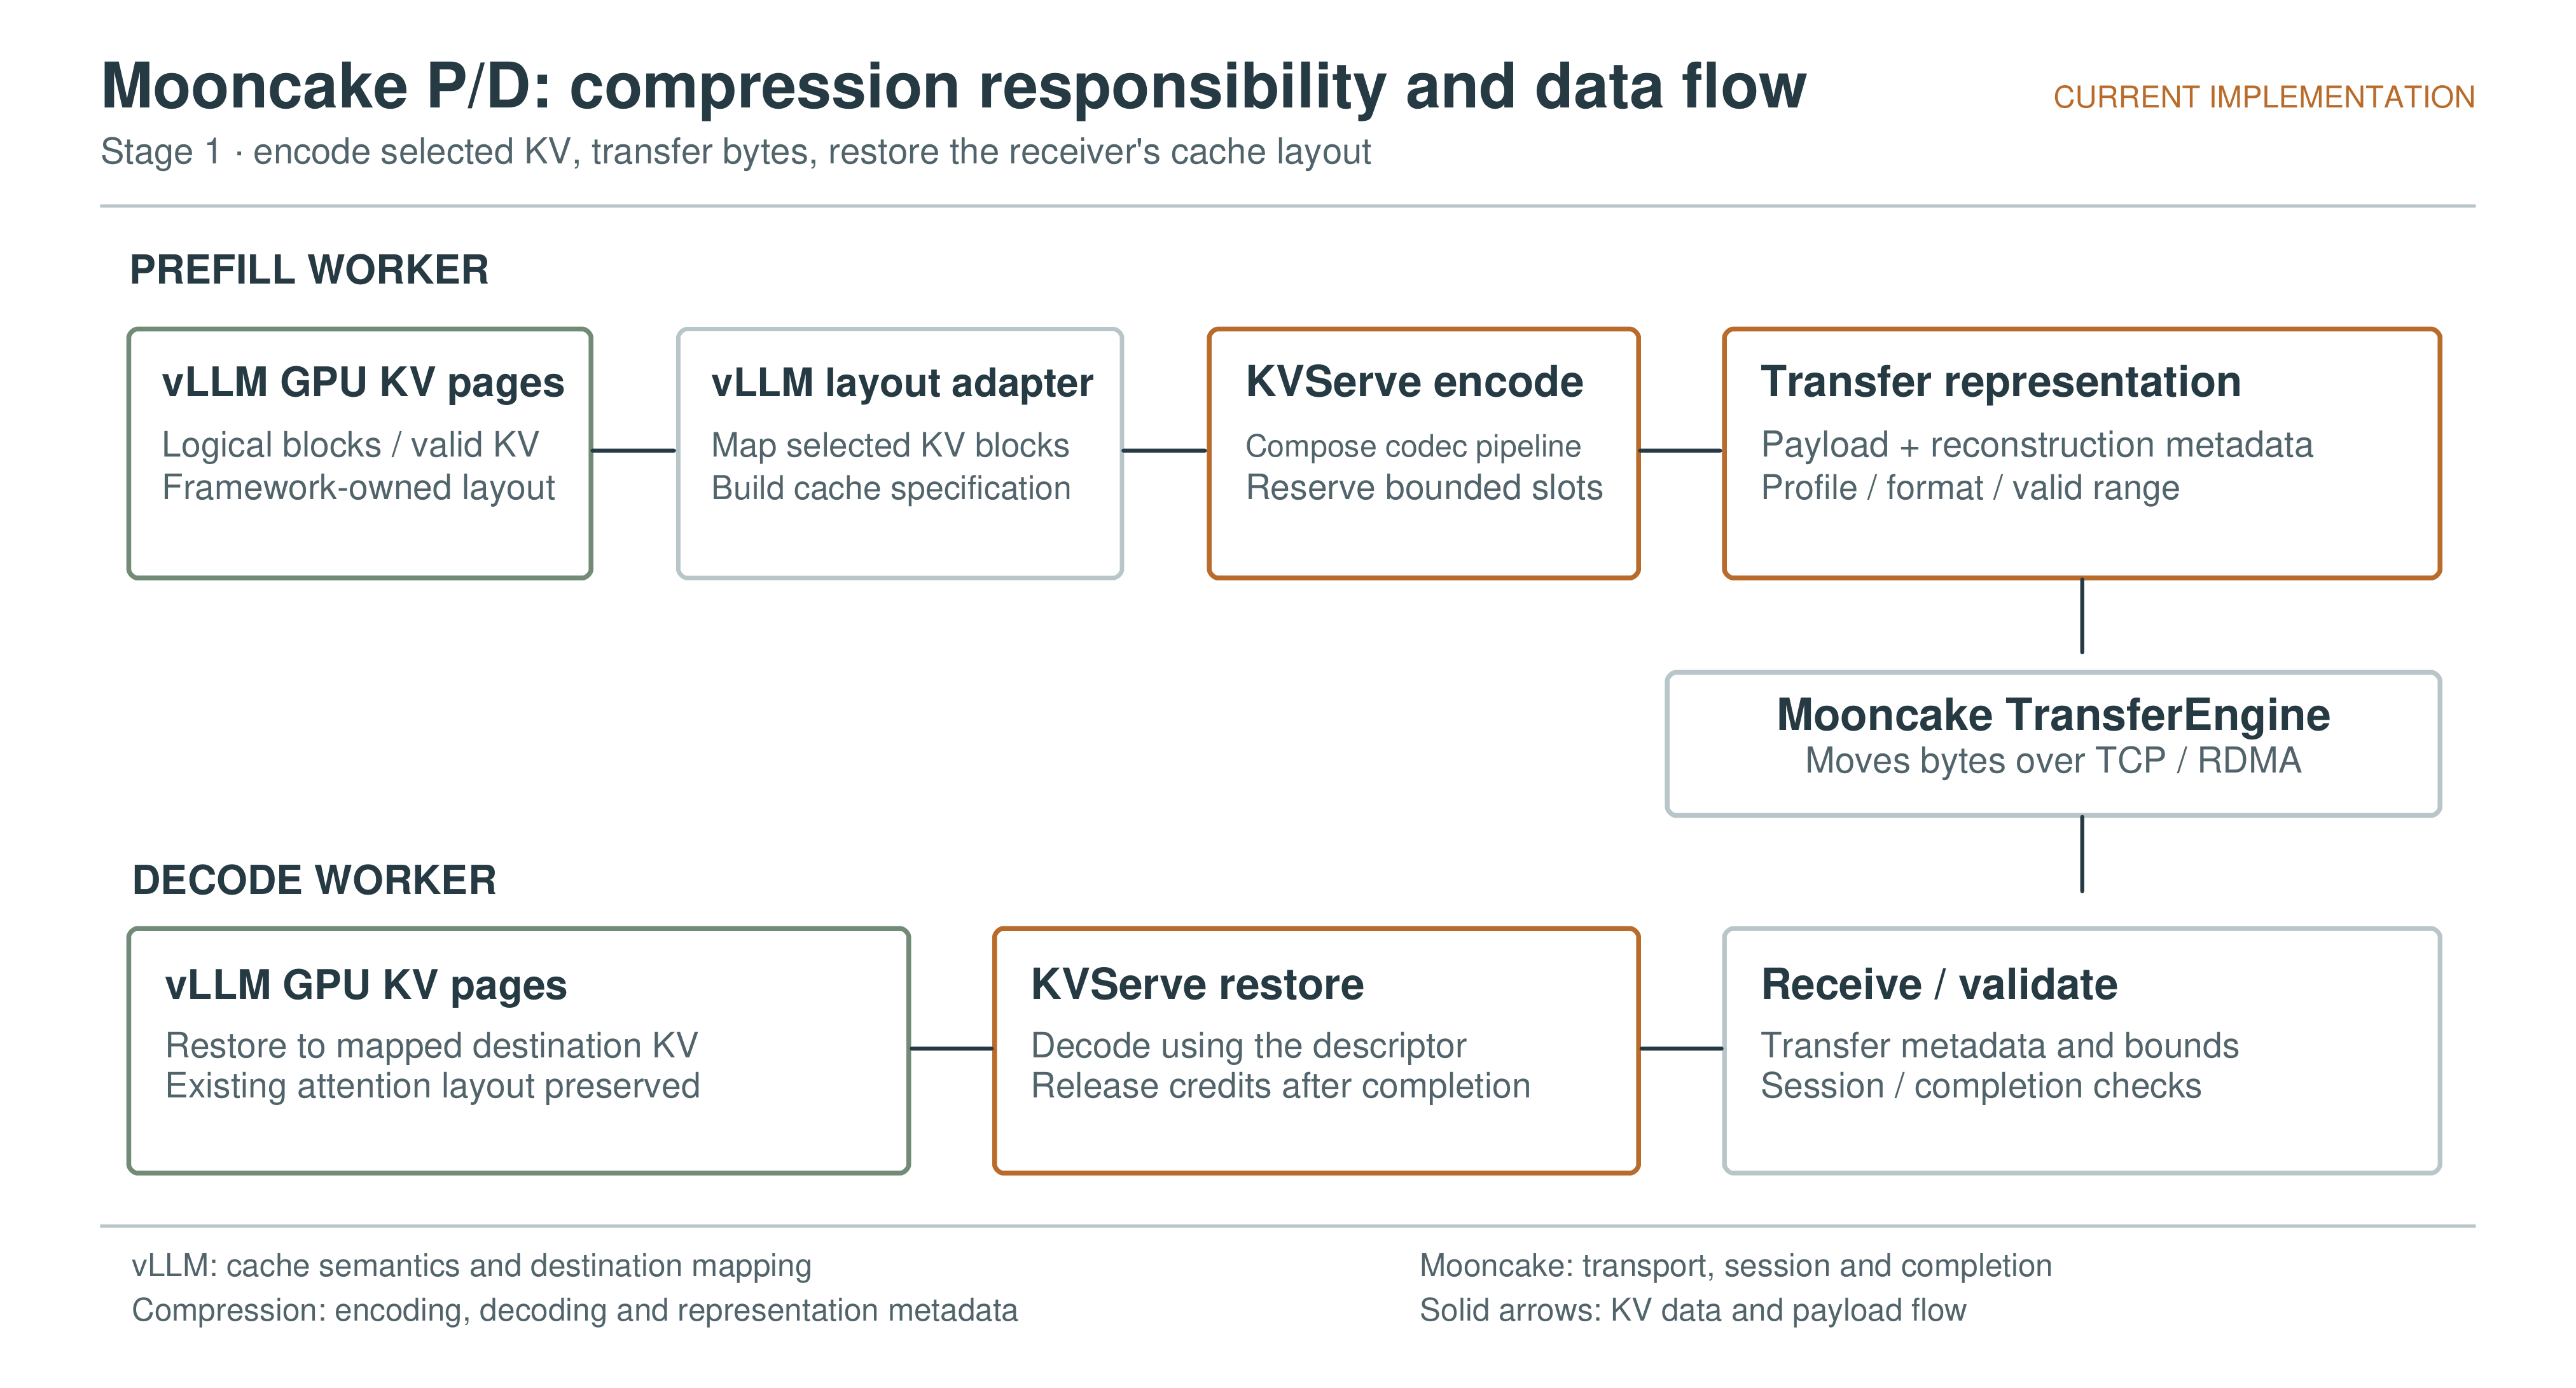 Mooncake P/D: compression responsibility and data flow
CURRENT IMPLEMENTATION
Stage 1 · encode selected KV, transfer bytes, restore the receiver's cache layout
PREFILL WORKER
vLLM GPU KV pages
Logical blocks / valid KV
Framework-owned layout
vLLM layout adapter
Map selected KV blocks
Build cache specification
KVServe encode
Compose codec pipeline
Reserve bounded slots
Transfer representation
Payload + reconstruction metadata
Profile / format / valid range
Mooncake TransferEngine
Moves bytes over TCP / RDMA
DECODE WORKER
vLLM GPU KV pages
Restore to mapped destination KV
Existing attention layout preserved
KVServe restore
Decode using the descriptor
Release credits after completion
Receive / validate
Transfer metadata and bounds
Session / completion checks
vLLM: cache semantics and destination mapping
Compression: encoding, decoding and representation metadata
Mooncake: transport, session and completion
Solid arrows: KV data and payload flow